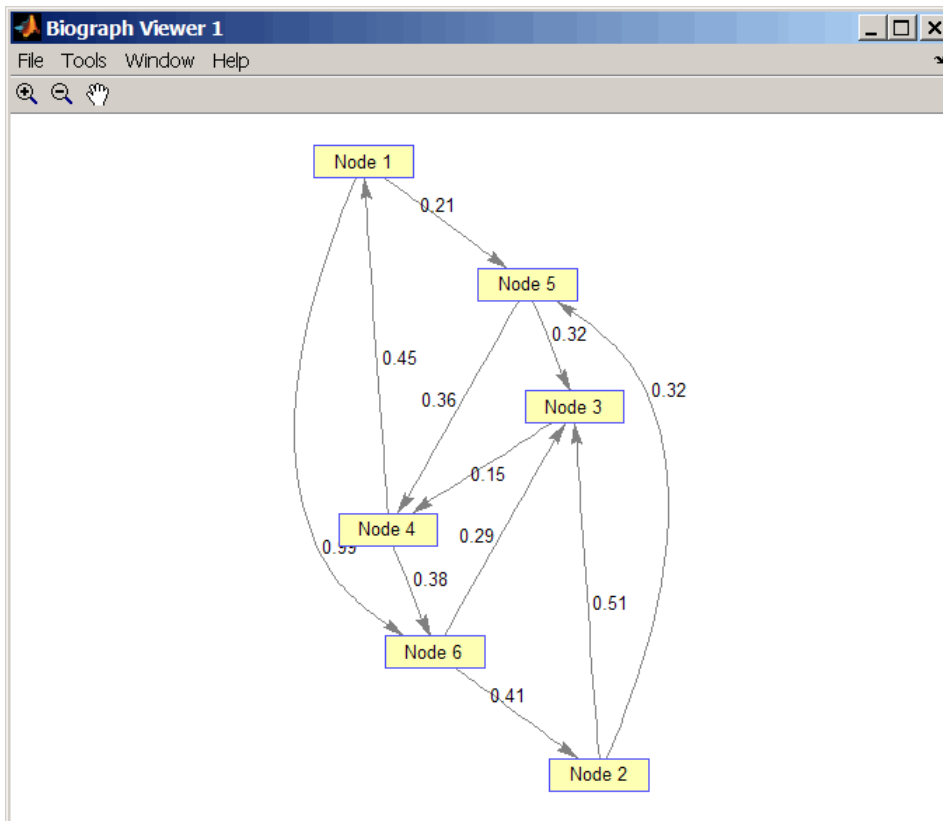 Biograph Viewer 1
File Tools Window Help
Node 1
0.21
Node 5
0.32
0.45
0.32
0.36
Node 3
0.15
Node 4
0.29
0.99
0.38
0.51
Node 6
0.41
Node 2